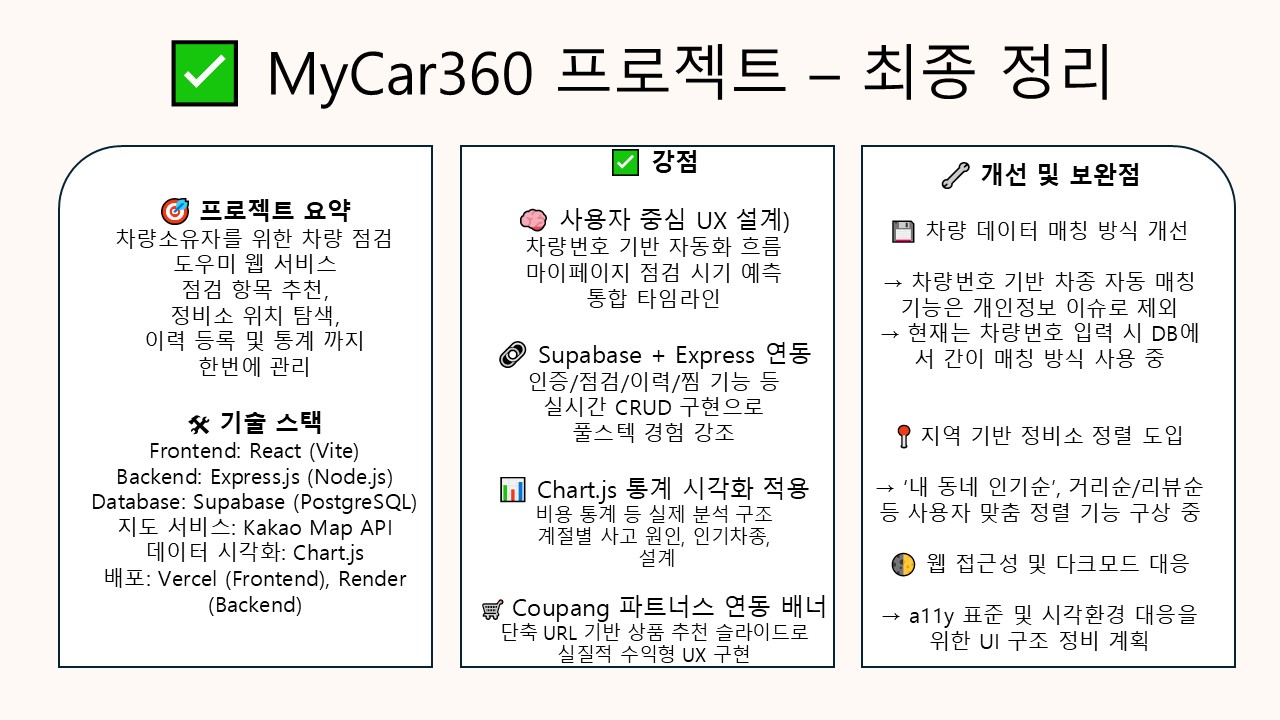 ✅ MyCar360 프로젝트 – 최종 정리
🎯 프로젝트 요약
차량소유자를 위한 차량 점검
도우미 웹 서비스
점검 항목 추천,
정비소 위치 탐색,
이력 등록 및 통계 까지
한번에 관리
🛠 기술 스택
Frontend: React (Vite)
Backend: Express.js (Node.js)
Database: Supabase (PostgreSQL)
지도 서비스: Kakao Map API
데이터 시각화: Chart.js
배포: Vercel (Frontend), Render
(Backend)
✅ 강점
🧠 사용자 중심 UX 설계)
차량번호 기반 자동화 흐름
마이페이지 점검 시기 예측
통합 타임라인
🔗 Supabase + Express 연동
인증/점검/이력/찜 기능 등
실시간 CRUD 구현으로
풀스텍 경험 강조
📊 Chart.js 통계 시각화 적용
비용 통계 등 실제 분석 구조
계절별 사고 원인, 인기차종,
설계
🛒 Coupang 파트너스 연동 배너
단축 URL 기반 상품 추천 슬라이드로
실질적 수익형 UX 구현
🔧 개선 및 보완점
💾 차량 데이터 매칭 방식 개선
→ 차량번호 기반 차종 자동 매칭
기능은 개인정보 이슈로 제외
→ 현재는 차량번호 입력 시 DB에
서 간이 매칭 방식 사용 중
📍 지역 기반 정비소 정렬 도입
→ ‘내 동네 인기순’, 거리순/리뷰순
등 사용자 맞춤 정렬 기능 구상 중
🌗 웹 접근성 및 다크모드 대응
→ a11y 표준 및 시각환경 대응을
위한 UI 구조 정비 계획